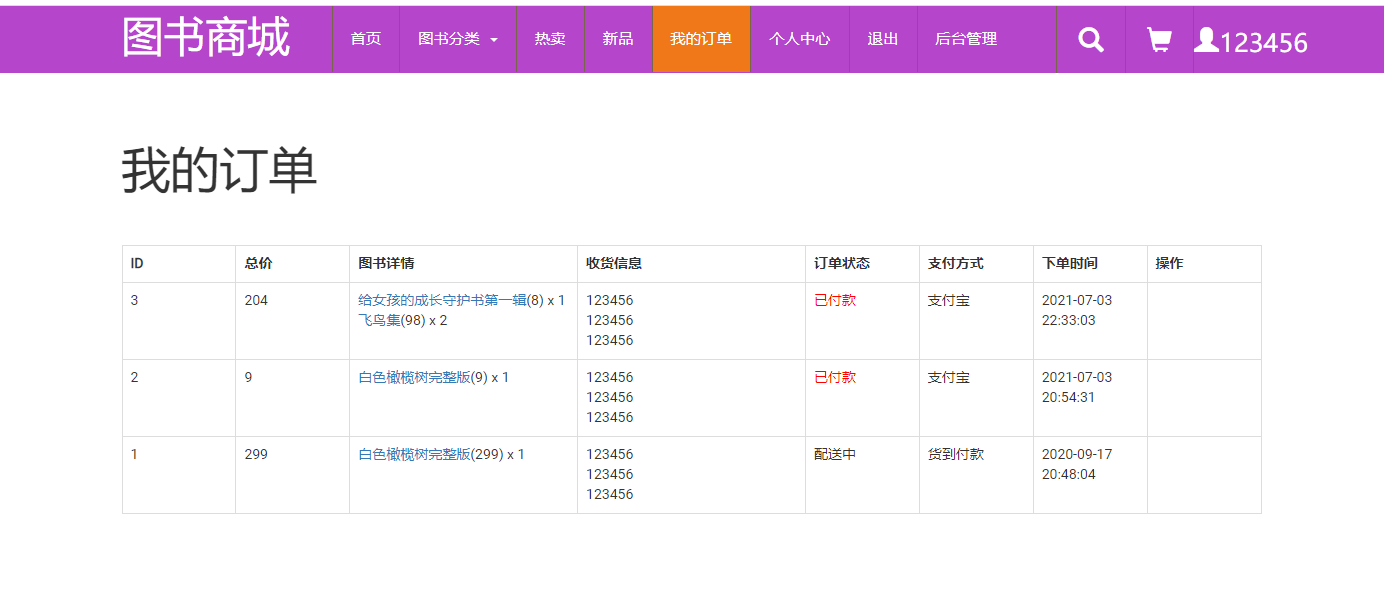 图书商城 首页 图书分类 热卖 新品 我的订单 个人中心 退出 后台管理 123456
我的订单
ID 总价 图书详情 收货信息 订单状态 支付方式 下单时间 操作
3 204 给女孩的成长守护书第一辑(8) x 1 123456 已付款 支付宝 2021-07-03
飞鸟集(98) x 2 123456 22:33:03
123456
2 9 白色橄榄树完整版(9) x 1 123456 已付款 支付宝 2021-07-03
123456 20:54:31
123456
1 299 白色橄榄树完整版(299) x 1 123456 配送中 货到付款 2020-09-17
123456 20:48:04
123456